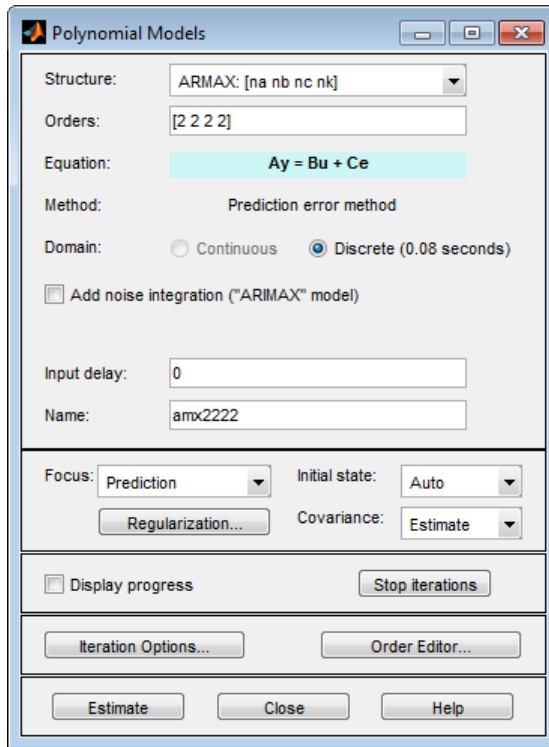 Polynomial Models
Structure: ARMAX: [na nb nc nk]
Orders: [2 2 2 2]
Equation: Ay = Bu + Ce
Method: Prediction error method
Domain: Continuous Discrete (0.08 seconds)
Add noise integration ("ARIMAX" model)
Input delay: 0
Name: amx2222
Focus: Prediction Initial state: Auto
Regularization... Covariance: Estimate
Display progress Stop iterations
Iteration Options... Order Editor...
Estimate Close Help